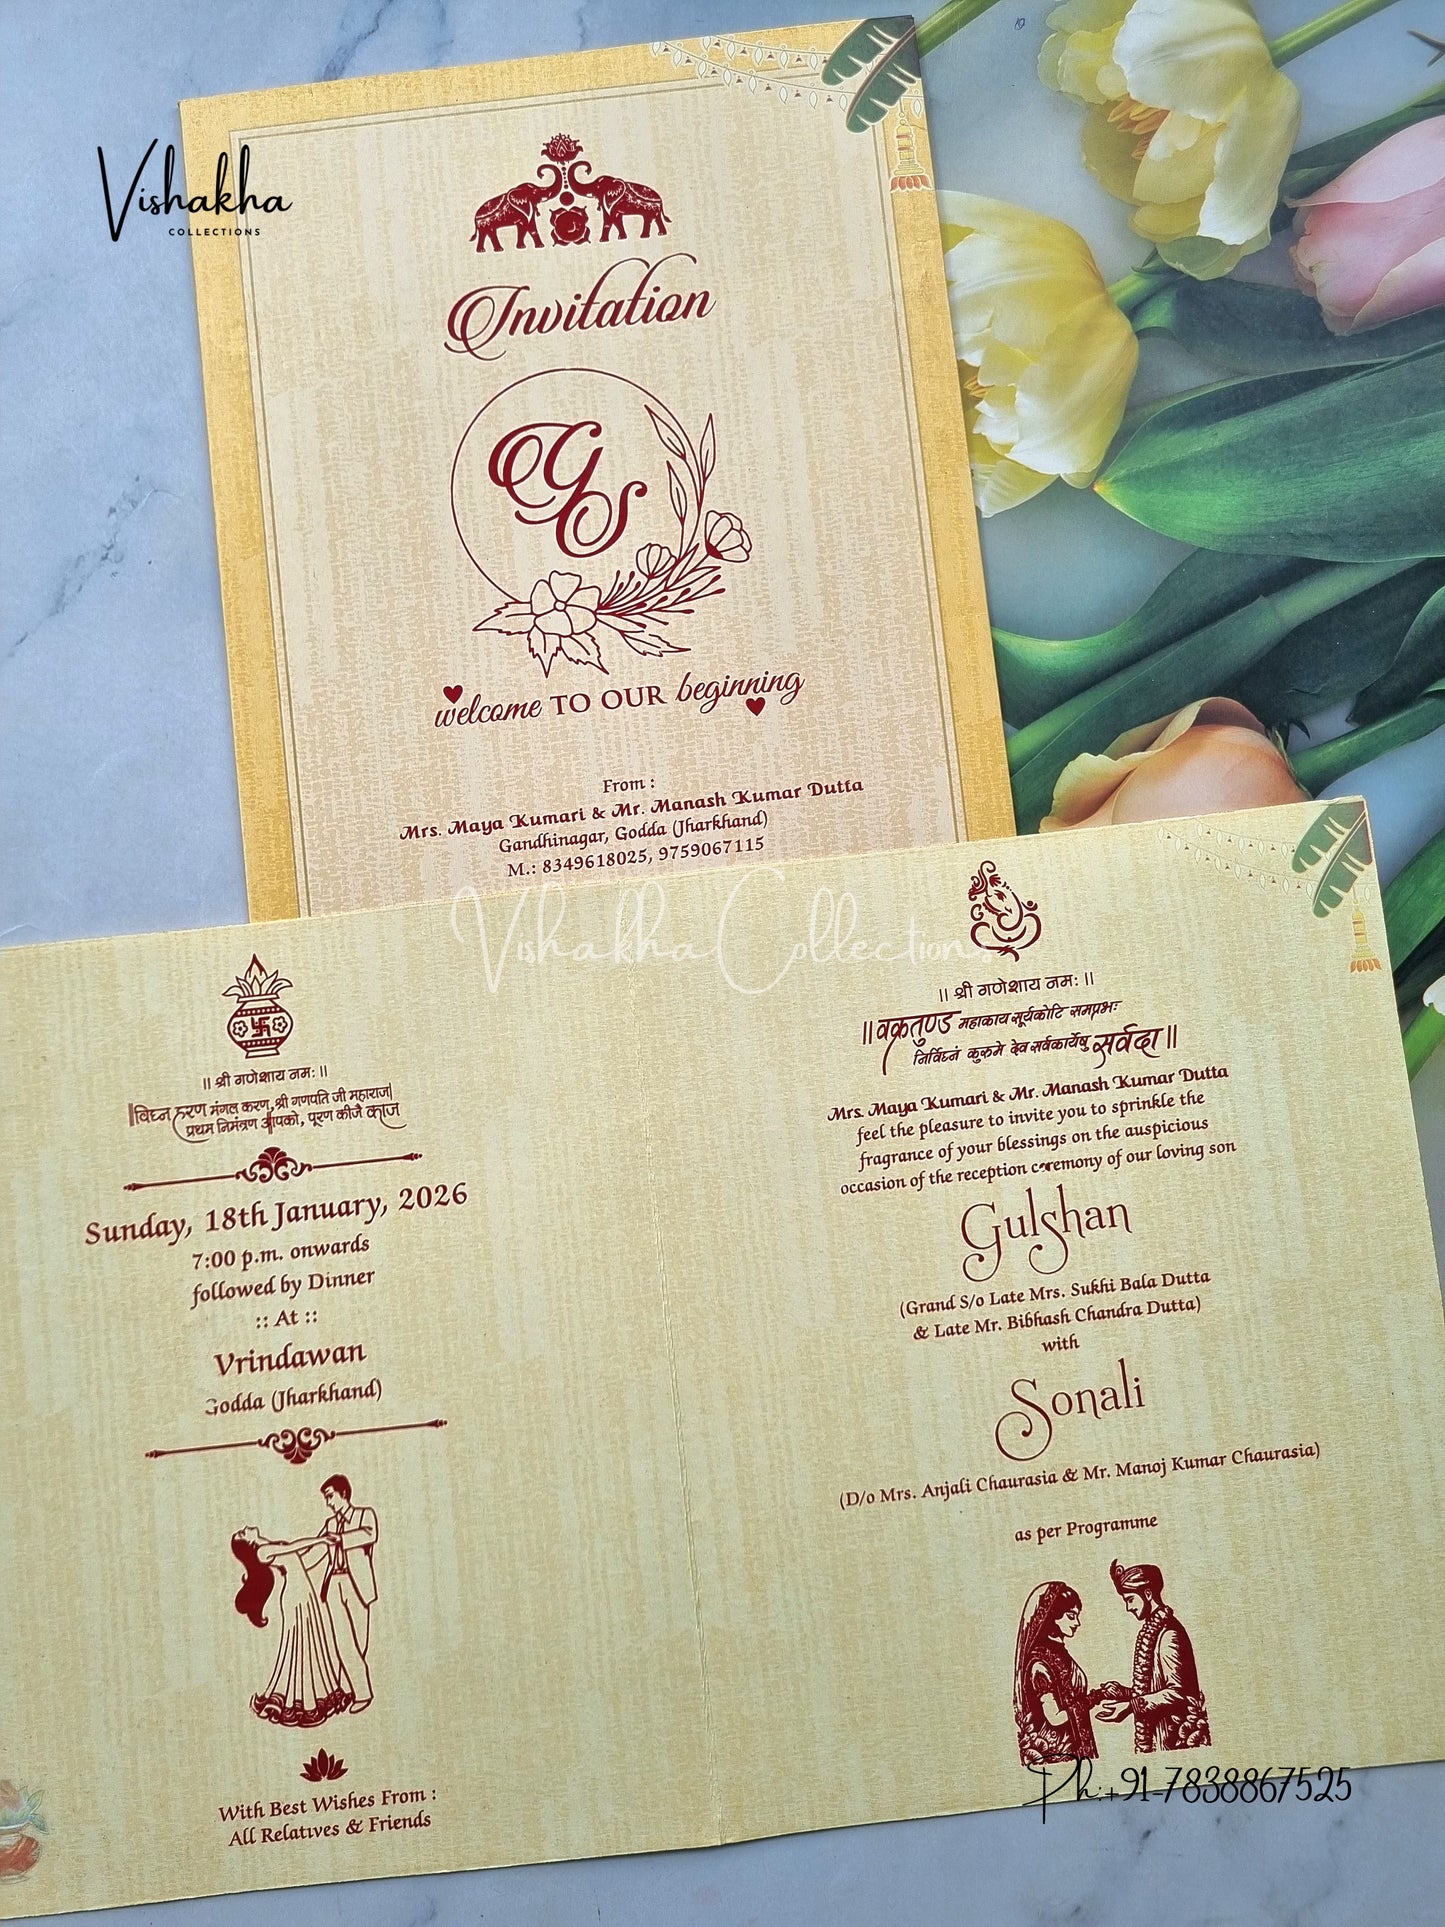 Vishakha
COLLECTIONS
Invitation
GS
welcome TO OUR beginning
From :
Mrs. Maya Kumari & Mr. Manash Kumar Dutta
Gandhinagar, Godda (Jharkhand)
M.: 8349618025, 9759067115
Vishakha Collections
|| श्री गणेशाय नमः ||
विघ्न हरण मंगल करण, श्री गणपति जी महाराज
प्रथम निमंत्रण आपको, पूरण कीजै काज
Sunday, 18th January, 2026
7:00 p.m. onwards
followed by Dinner
:: At ::
Vrindawan
Godda (Jharkhand)
With Best Wishes From :
All Relatives & Friends
|| श्री गणेशाय नमः ||
|| वक्रतुण्ड महाकाय सूर्यकोटि समप्रभः
निर्विघ्नं कुरुमे देव सर्वकार्येषु सर्वदा ||
Mrs. Maya Kumari & Mr. Manash Kumar Dutta
feel the pleasure to invite you to sprinkle the
fragrance of your blessings on the auspicious
occasion of the reception ceremony of our loving son
Gulshan
(Grand S/o Late Mrs. Sukhi Bala Dutta
& Late Mr. Bibhash Chandra Dutta)
with
Sonali
(D/o Mrs. Anjali Chaurasia & Mr. Manoj Kumar Chaurasia)
as per Programme
Ph:+91-7838867525